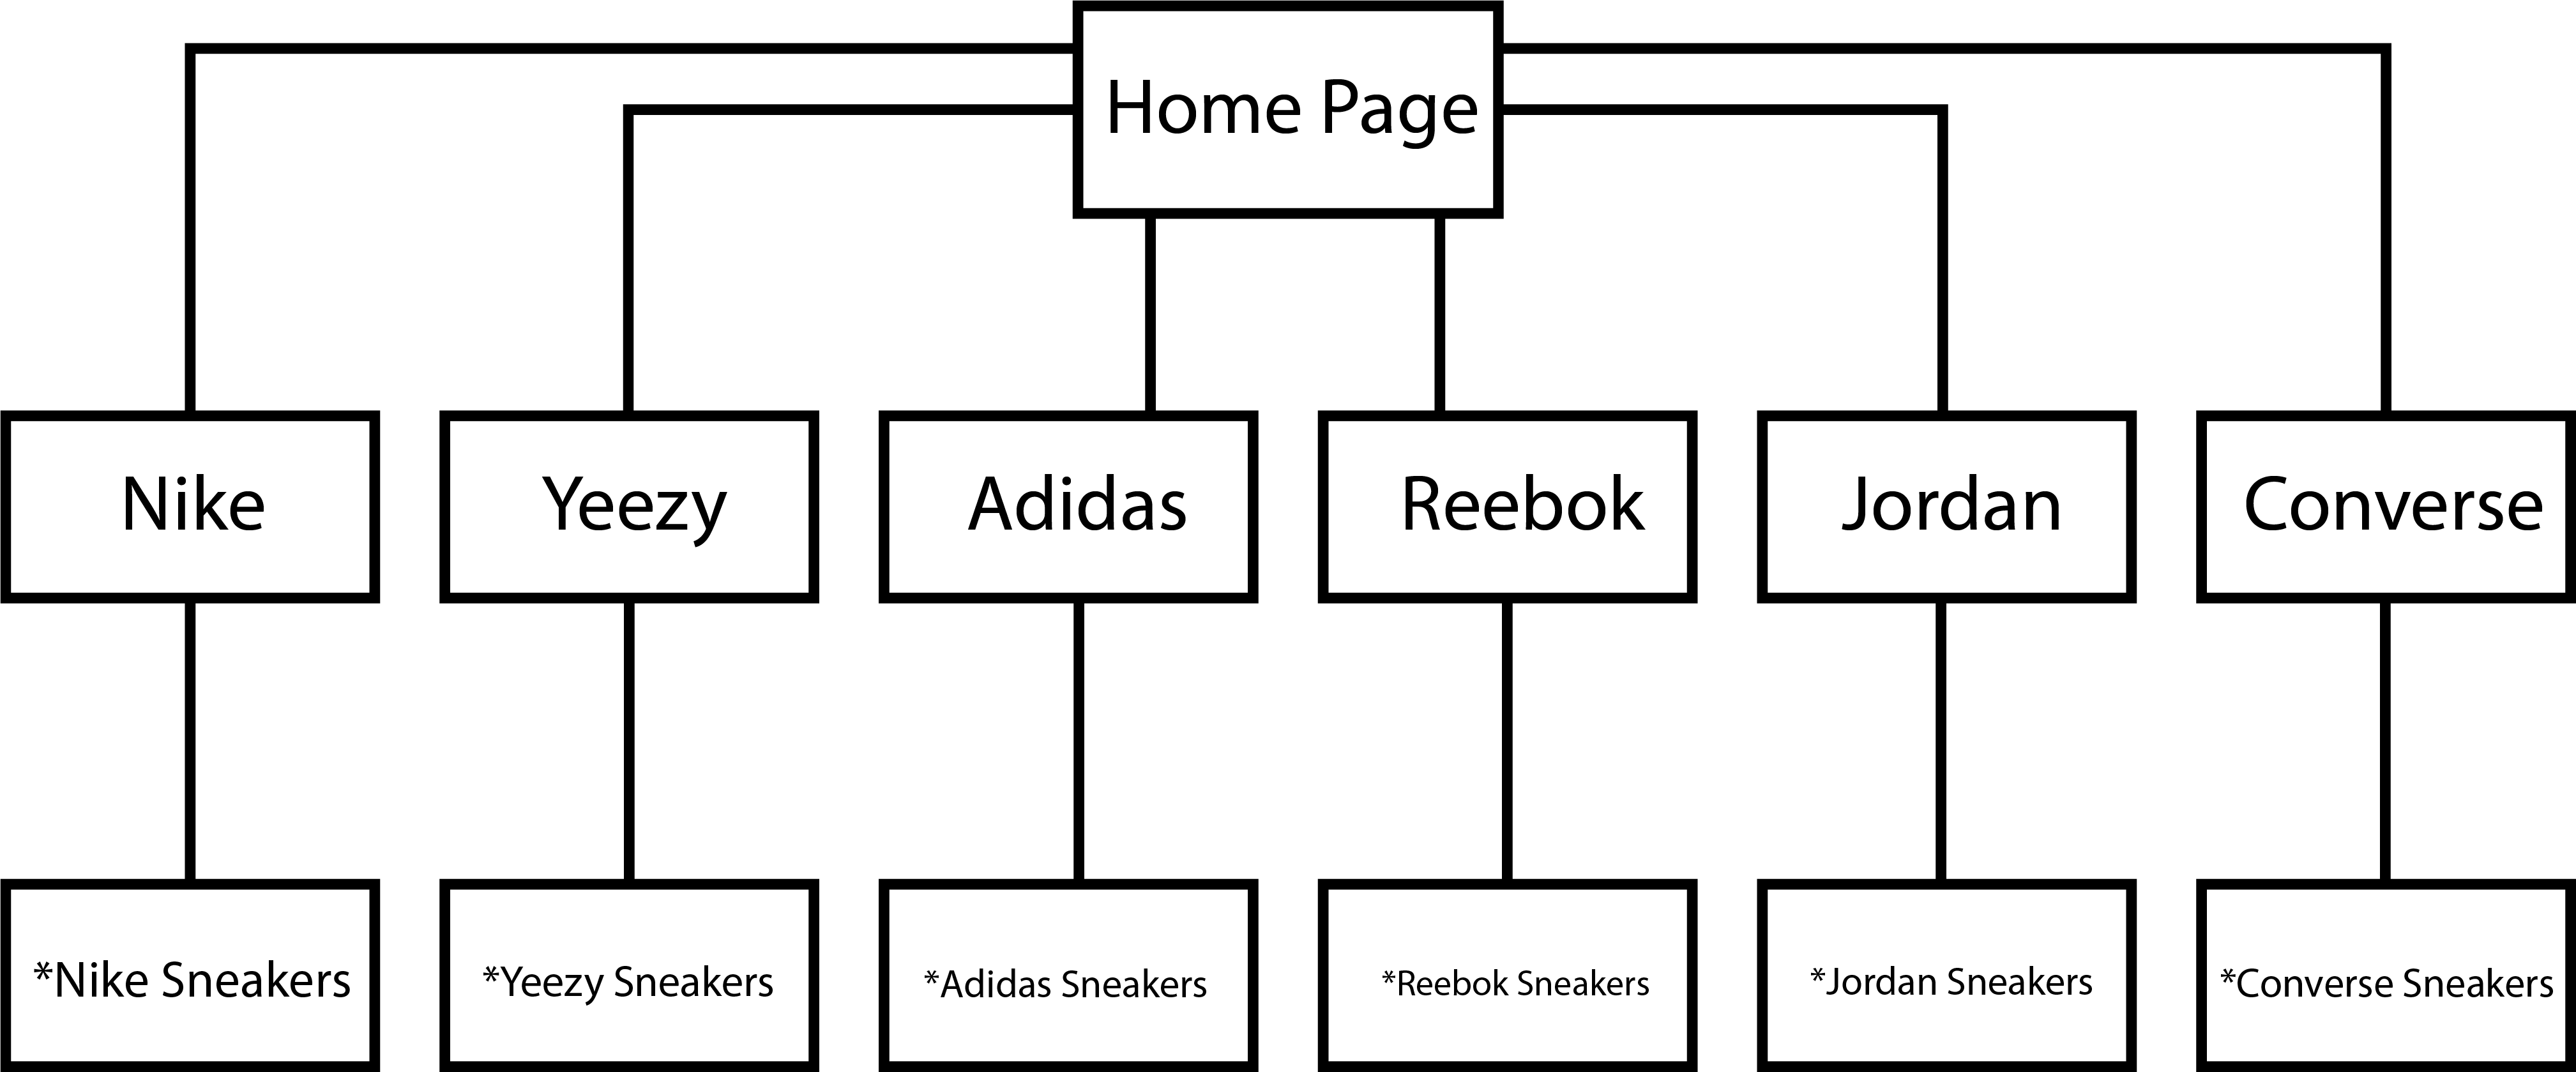 Home Page
Nike
Yeezy
Adidas
Reebok
Jordan
Converse
*Nike Sneakers
*Yeezy Sneakers
*Adidas Sneakers
*Reebok Sneakers
*Jordan Sneakers
*Converse Sneakers